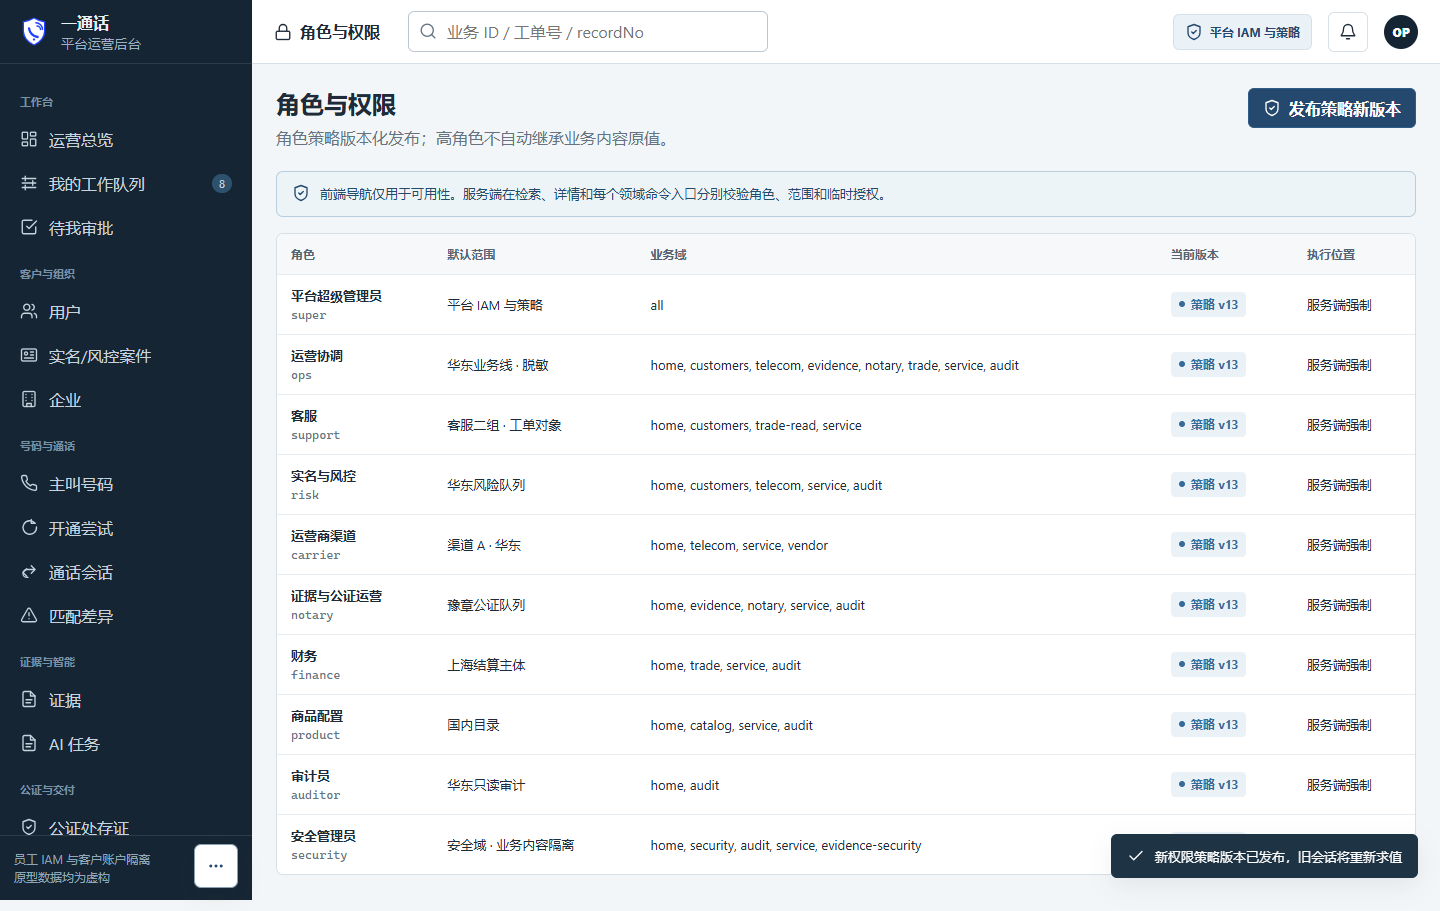 一通话
平台运营后台
角色与权限
业务 ID / 工单号 / recordNo
平台 IAM 与策略
OP
工作台
运营总览
我的工作队列
8
待我审批
客户与组织
用户
实名/风控案件
企业
号码与通话
主叫号码
开通尝试
通话会话
匹配差异
证据与智能
证据
AI 任务
公证与交付
公证处存证
员工 IAM 与客户账户隔离
原型数据均为虚构
角色与权限
角色策略版本化发布；高角色不自动继承业务内容原值。
发布策略新版本
前端导航仅用于可用性。服务端在检索、详情和每个领域命令入口分别校验角色、范围和临时授权。
角色 默认范围 业务域 当前版本 执行位置
平台超级管理员
super
平台 IAM 与策略 all 策略 v13 服务端强制
运营协调
ops
华东业务线 · 脱敏 home, customers, telecom, evidence, notary, trade, service, audit 策略 v13 服务端强制
客服
support
客服二组 · 工单对象 home, customers, trade-read, service 策略 v13 服务端强制
实名与风控
risk
华东风险队列 home, customers, telecom, service, audit 策略 v13 服务端强制
运营商渠道
carrier
渠道 A · 华东 home, telecom, service, vendor 策略 v13 服务端强制
证据与公证运营
notary
豫章公证队列 home, evidence, notary, service, audit 策略 v13 服务端强制
财务
finance
上海结算主体 home, trade, service, audit 策略 v13 服务端强制
商品配置
product
国内目录 home, catalog, service, audit 策略 v13 服务端强制
审计员
auditor
华东只读审计 home, audit 策略 v13 服务端强制
安全管理员
security
安全域 · 业务内容隔离 home, security, audit, service, evidence-security
新权限策略版本已发布，旧会话将重新求值